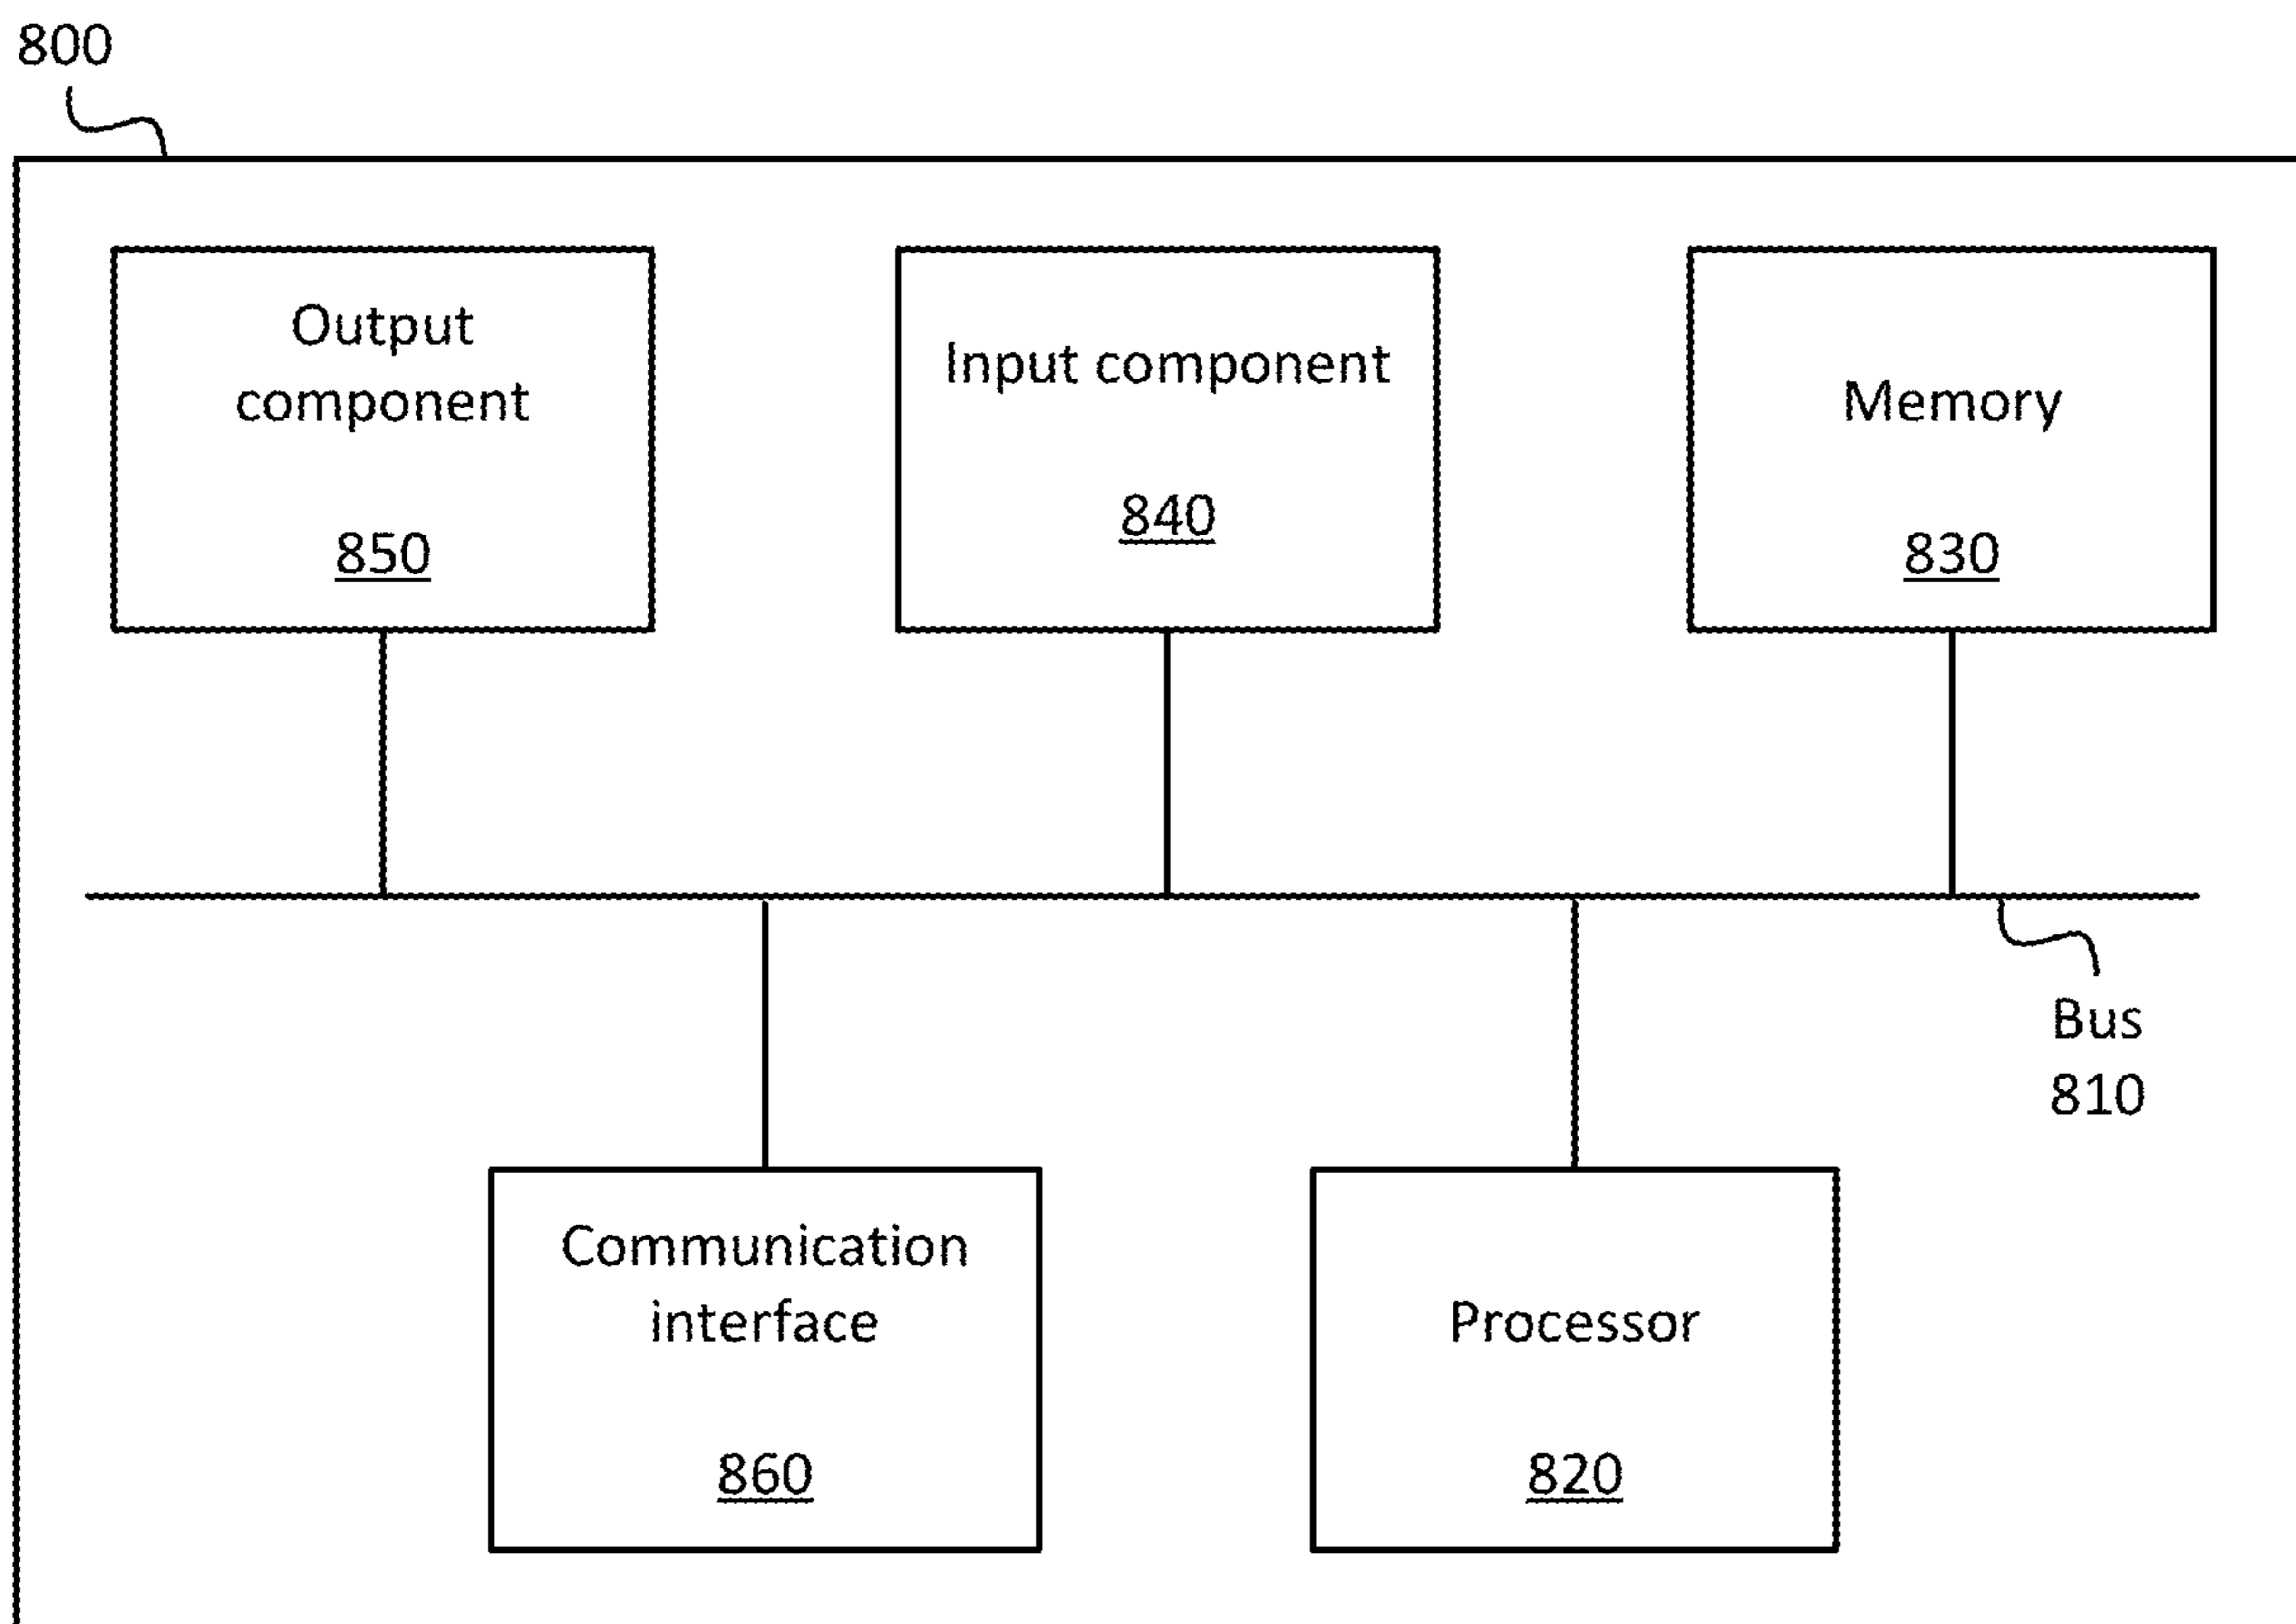 800
Output
component
850
Input component
840
Memory
830
Bus
810
Communication
interface
860
Processor
820